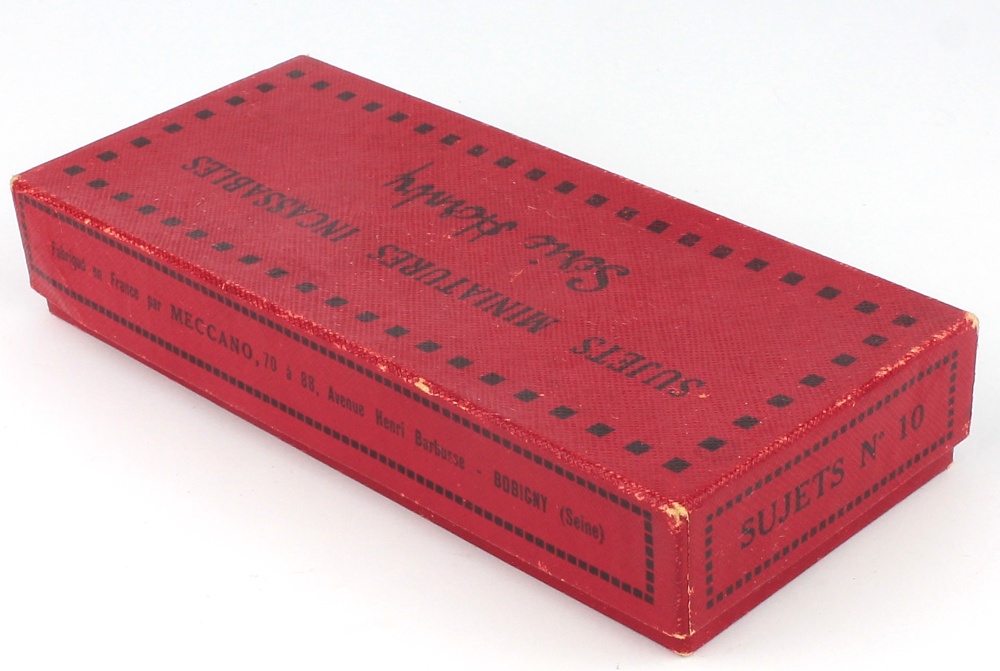 SUJETS MINIATURES INCASSABLES
Série Hornby
Fabriqué en France par MECCANO, 70 à 88, Avenue Henri Barbusse - BOBIGNY (Seine)
SUJETS N° 10